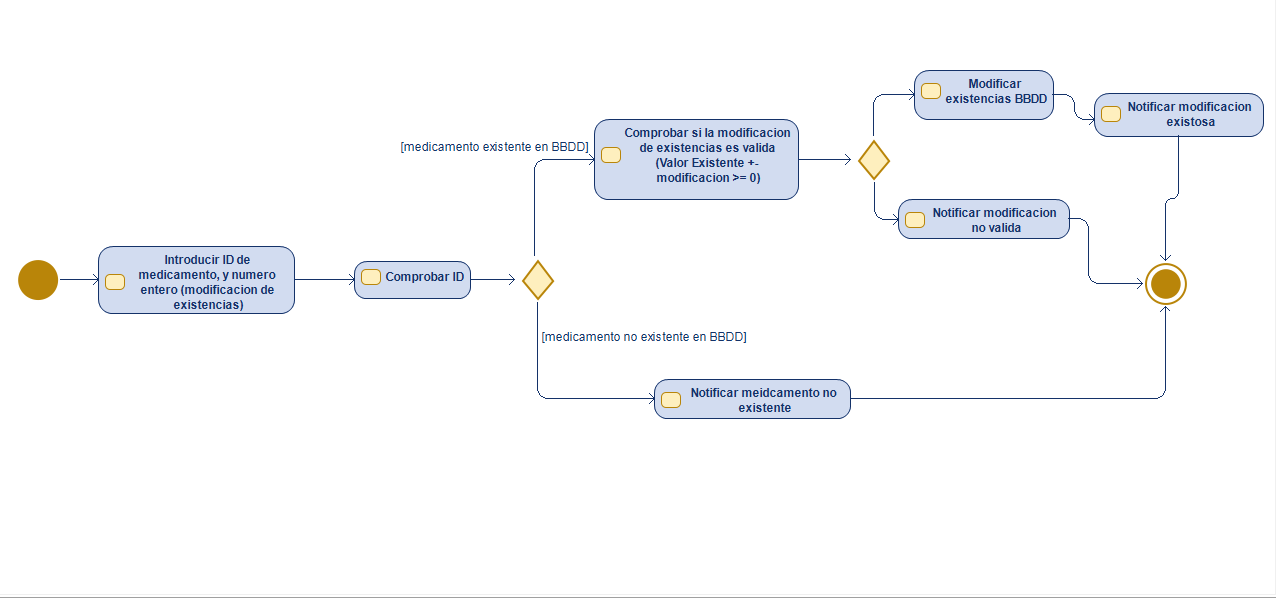 Introducir ID de
medicamento, y numero
entero (modificacion de
existencias)
Comprobar ID
[medicamento existente en BBDD]
Comprobar si la modificacion
de existencias es valida
(Valor Existente +-
modificacion >= 0)
Modificar
existencias BBDD
Notificar modificacion
existosa
Notificar modificacion
no valida
[medicamento no existente en BBDD]
Notificar meidcamento no
existente